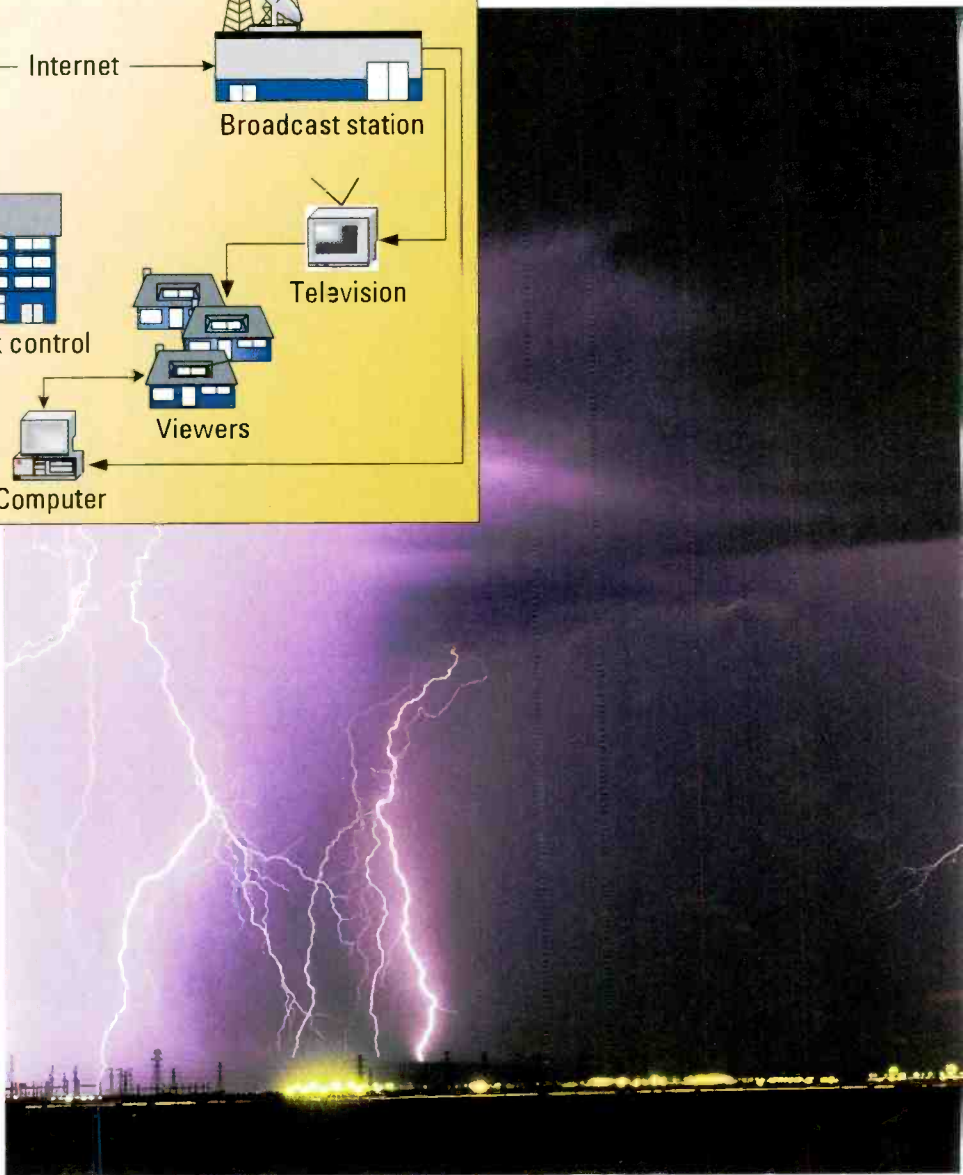 Internet
Broadcast station
Television
control
Viewers
Computer